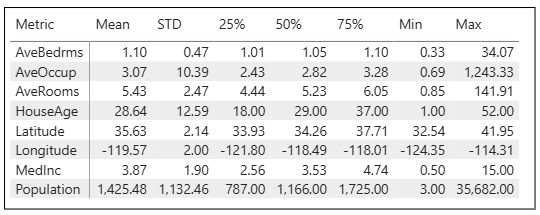 Metric Mean STD 25% 50% 75% Min Max
AveBedrms 1.10 0.47 1.01 1.05 1.10 0.33 34.07
AveOccup 3.07 10.39 2.43 2.82 3.28 0.69 1,243.33
AveRooms 5.43 2.47 4.44 5.23 6.05 0.85 141.91
HouseAge 28.64 12.59 18.00 29.00 37.00 1.00 52.00
Latitude 35.63 2.14 33.93 34.26 37.71 32.54 41.95
Longitude -119.57 2.00 -121.80 -118.49 -118.01 -124.35 -114.31
MedInc 3.87 1.90 2.56 3.53 4.74 0.50 15.00
Population 1,425.48 1,132.46 787.00 1,166.00 1,725.00 3.00 35,682.00